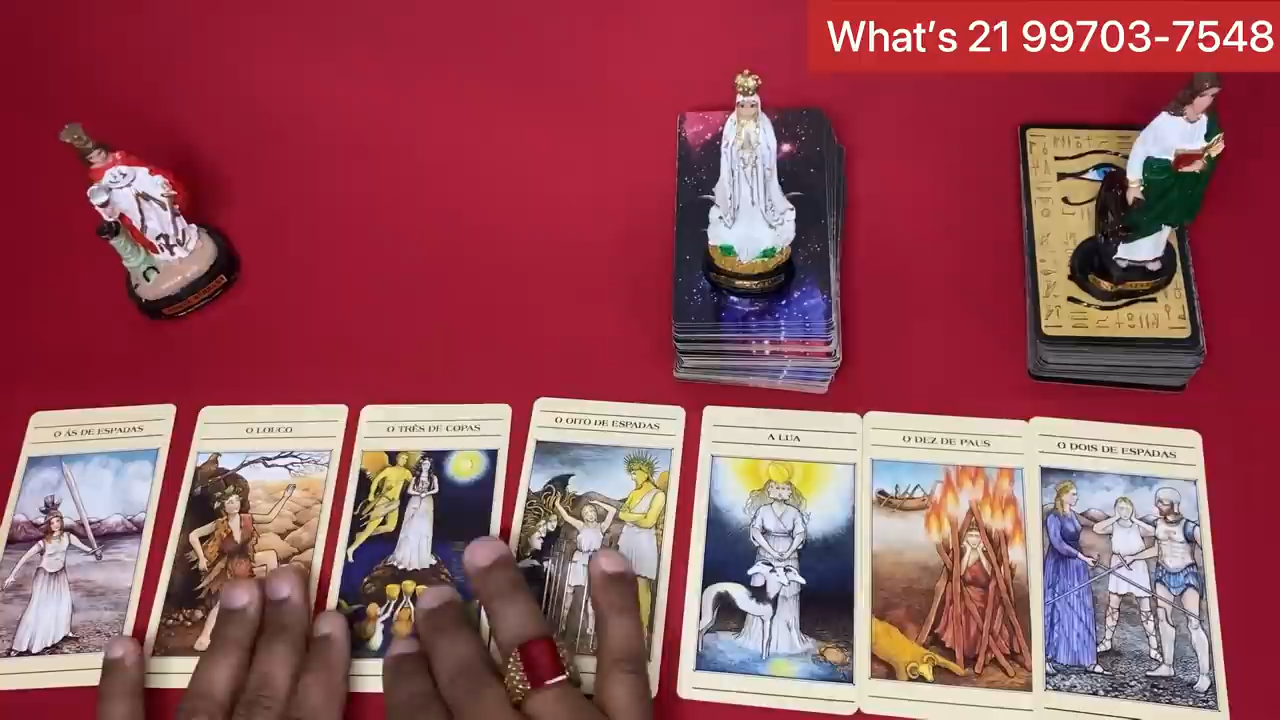 What’s 21 99703-7548
O ÁS DE ESPADAS
O LOUCO
O TRÊS DE COPAS
O OITO DE ESPADAS
A LUA
O DEZ DE PAUS
O DOIS DE ESPADAS